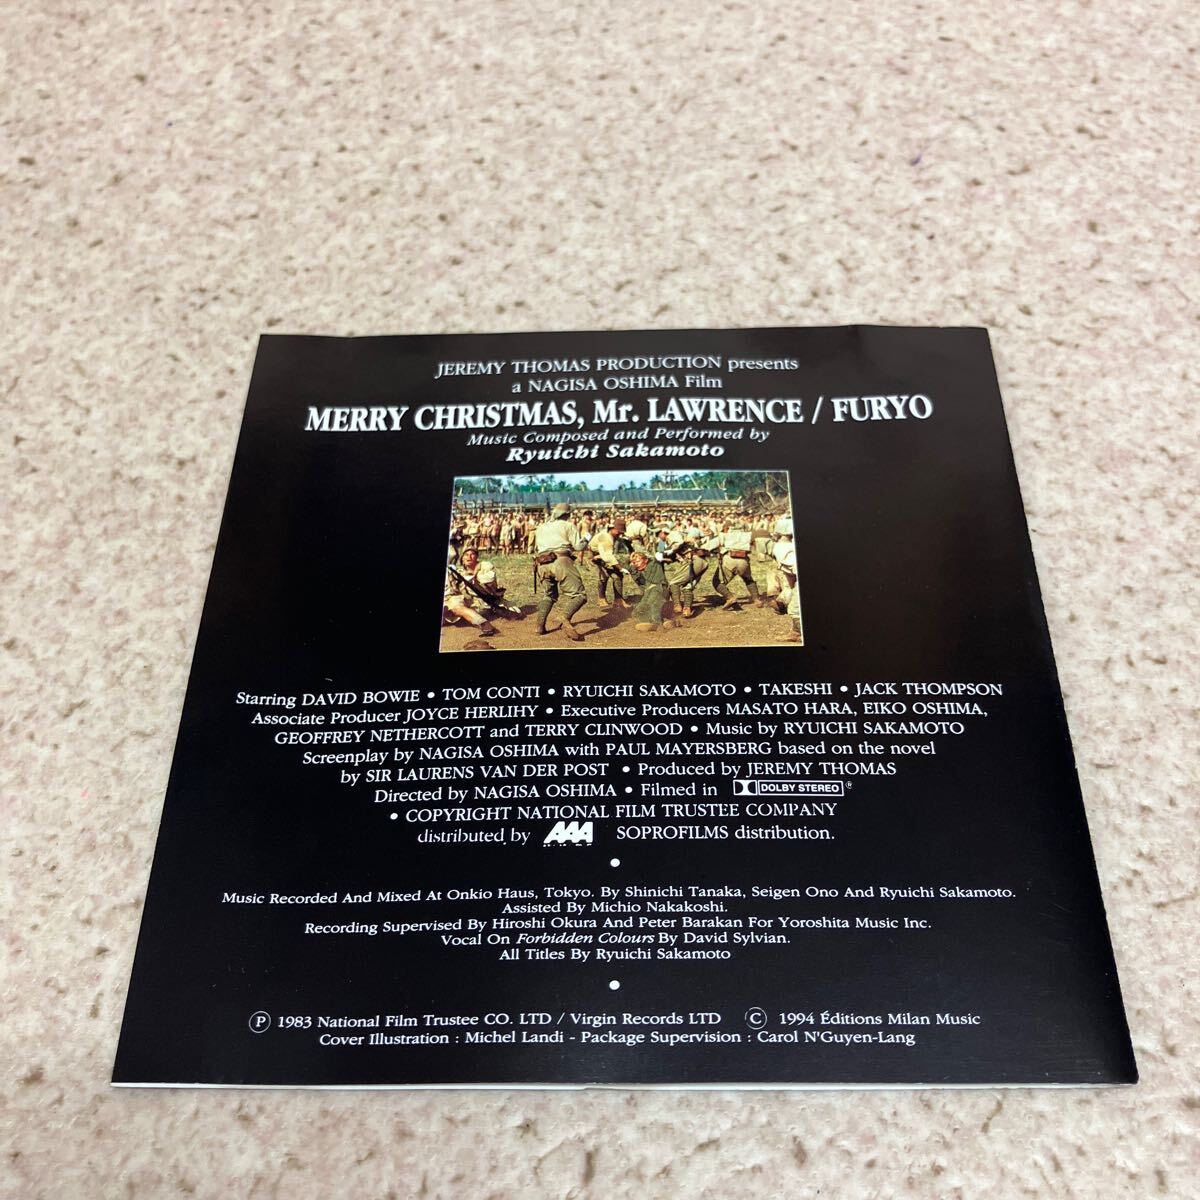 JEREMY THOMAS PRODUCTION presents
a NAGISA OSHIMA Film
MERRY CHRISTMAS, Mr. LAWRENCE / FURYO
Music Composed and Performed by
Ryuichi Sakamoto
Starring DAVID BOWIE • TOM CONTI • RYUICHI SAKAMOTO • TAKESHI • JACK THOMPSON
Associate Producer JOYCE HERLIHY • Executive Producers MASATO HARA, EIKO OSHIMA,
GEOFFREY NETHERCOTT and TERRY CLINWOOD • Music by RYUICHI SAKAMOTO
Screenplay by NAGISA OSHIMA with PAUL MAYERSBERG based on the novel
by SIR LAURENS VAN DER POST • Produced by JEREMY THOMAS
Directed by NAGISA OSHIMA • Filmed in DOLBY STEREO ®
• COPYRIGHT NATIONAL FILM TRUSTEE COMPANY
distributed by AAA SOPROFILMS distribution.
•
Music Recorded And Mixed At Onkio Haus, Tokyo. By Shinichi Tanaka, Seigen Ono And Ryuichi Sakamoto.
Assisted By Michio Nakakoshi.
Recording Supervised By Hiroshi Okura And Peter Barakan For Yoroshita Music Inc.
Vocal On Forbidden Colours By David Sylvian.
All Titles By Ryuichi Sakamoto
•
Ⓟ 1983 National Film Trustee CO. LTD / Virgin Records LTD © 1994 Éditions Milan Music
Cover Illustration : Michel Landi - Package Supervision : Carol N'Guyen-Lang